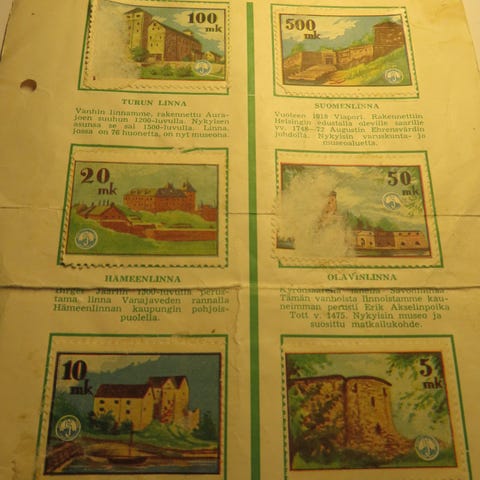 100
mk
TURUN LINNA
Vanhin linnamme, rakennettu Aura-
joen suuhun 1200-luvulla. Nykyisen
asunsa se sai 1500-luvulla. Linna,
jossa on 76 huonetta, on nyt museona.
500
mk
SUOMENLINNA
Vuoteen 1918 Viapori. Rakennettiin
Helsingin edustalla oleville saarille
vv. 1748—72 Augustin Ehrensvärdin
johdolla. Nykyisin varuskunta- ja
museoaluetta.
20
mk
HÄMEENLINNA
Birger Jaarlin 1300-luvulla perus-
tama linna Vanajaveden rannalla
Hämeenlinnan kaupungin pohjois-
puolella.
50
mk
OLAVINLINNA
Kyrönsalmen
Tämän vanhoista linnoistamme kau-
neimman perusti Erik Akselinpoika
Tott v. 1475. Nykyisin museo ja
suosittu matkailukohde.
10
mk
5
mk